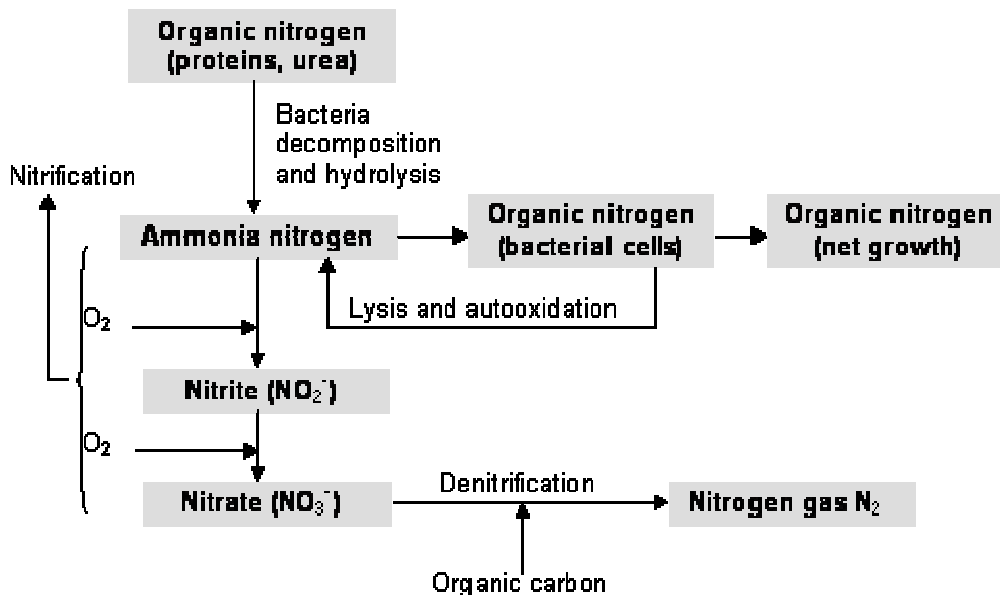 Organic nitrogen
(proteins, urea)
Bacteria
decomposition
and hydrolysis
Nitrification
Ammonia nitrogen
Organic nitrogen
(bacterial cells)
Organic nitrogen
(net growth)
Lysis and autooxidation
O₂
Nitrite (NO₂⁻)
O₂
Nitrate (NO₃⁻)
Denitrification
Nitrogen gas N₂
Organic carbon